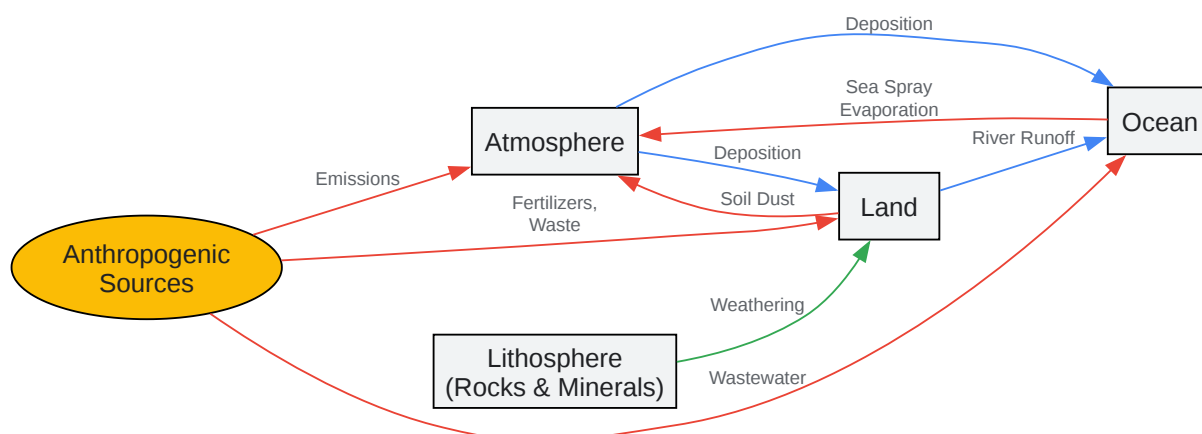 Deposition
Sea Spray
Evaporation
Ocean
Atmosphere
River Runoff
Deposition
Emissions
Soil Dust
Land
Fertilizers,
Waste
Anthropogenic
Sources
Weathering
Lithosphere
(Rocks & Minerals)
Wastewater